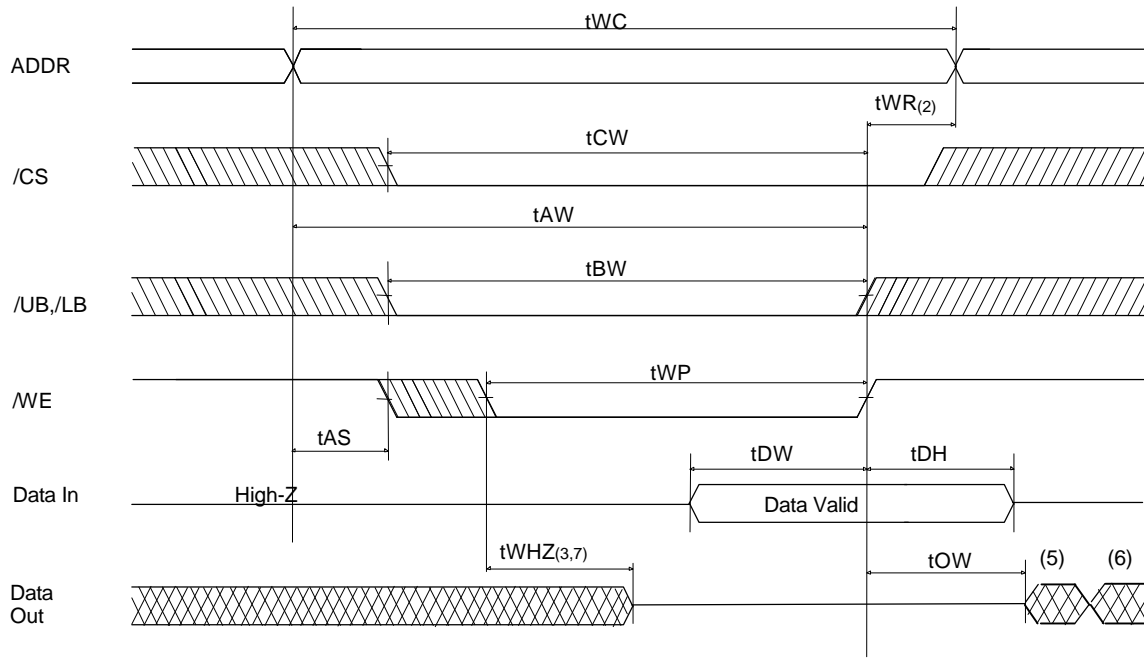 tWC
ADDR
tWR(2)
tCW
/CS
tAW
tBW
/UB,/LB
tWP
/WE
tAS
tDW
tDH
Data In
High-Z
Data Valid
tWHZ(3,7)
tOW
(5)
(6)
Data
Out